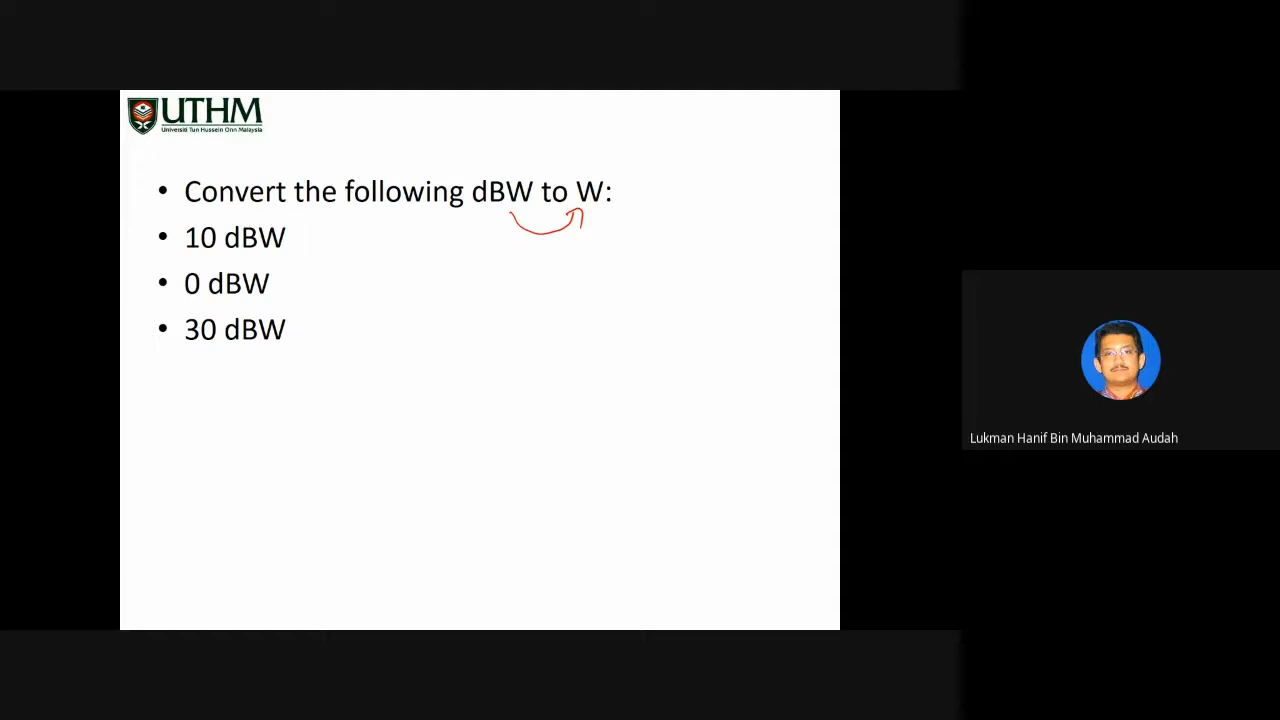 UTHM
Universiti Tun Hussein Onn Malaysia
• Convert the following dBW to W:
• 10 dBW
• 0 dBW
• 30 dBW
Lukman Hanif Bin Muhammad Audah